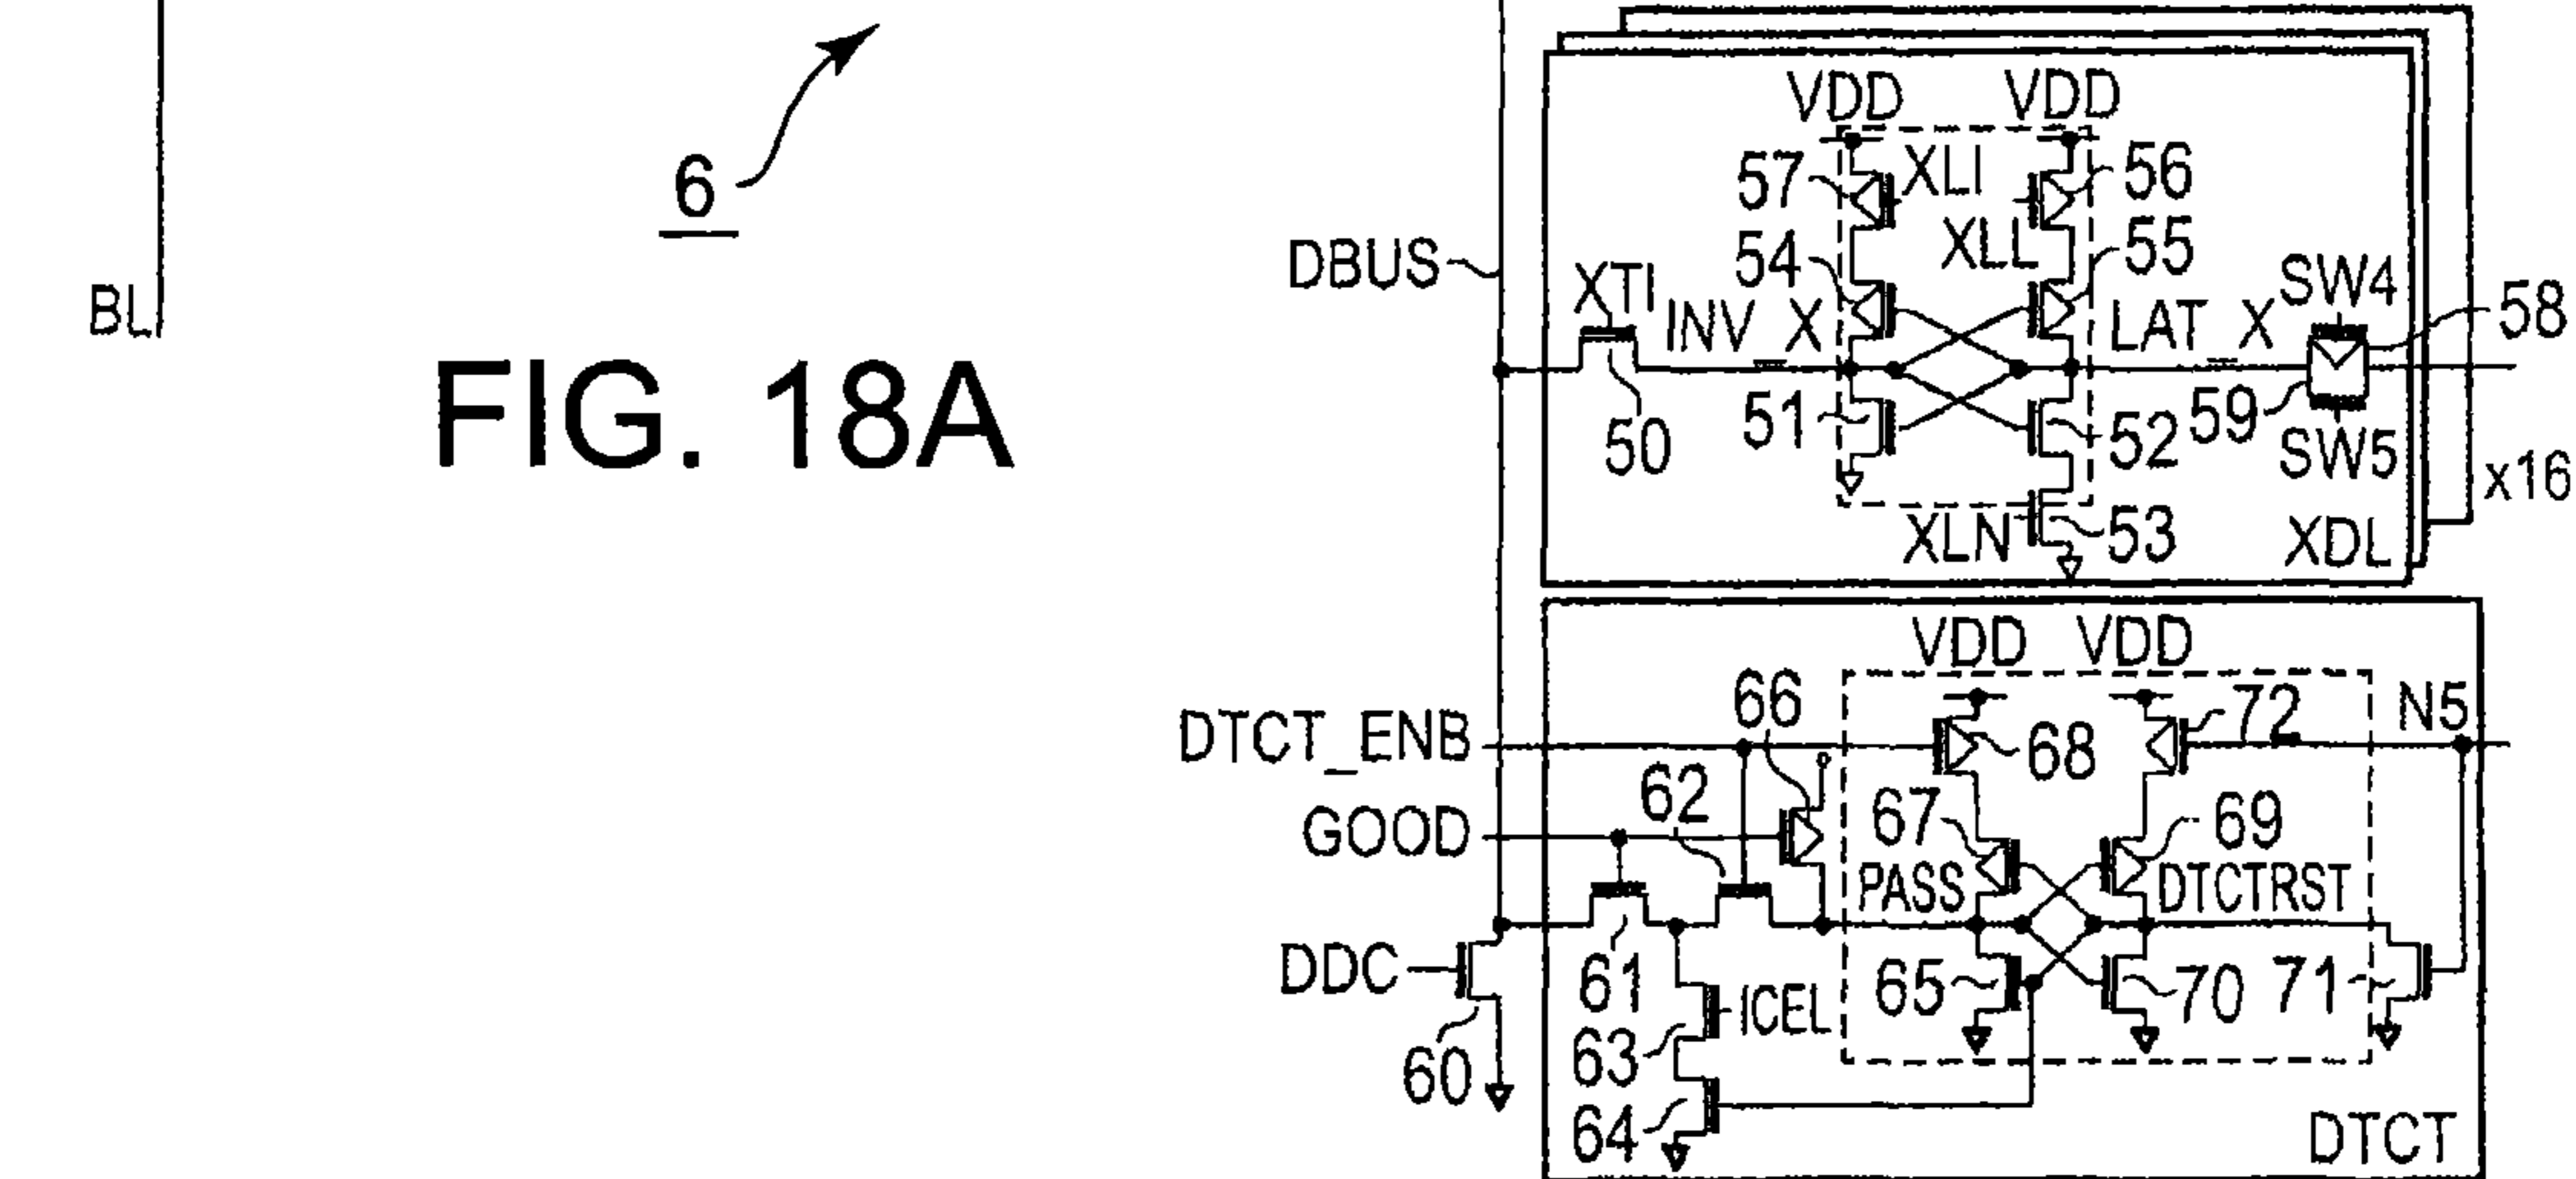 6
BL
FIG. 18A
DBUS
VDD VDD
57 XLI 56
54 XLL 55
XTI INV_X LAT_X SW4 58
50 51 52 59 SW5
XLN 53 XDL x16
VDD VDD
DTCT_ENB 66 68 72 N5
GOOD 62 67 69
PASS DTCTRST
DDC 61 65 70 71
60 63 ICEL
64 DTCT